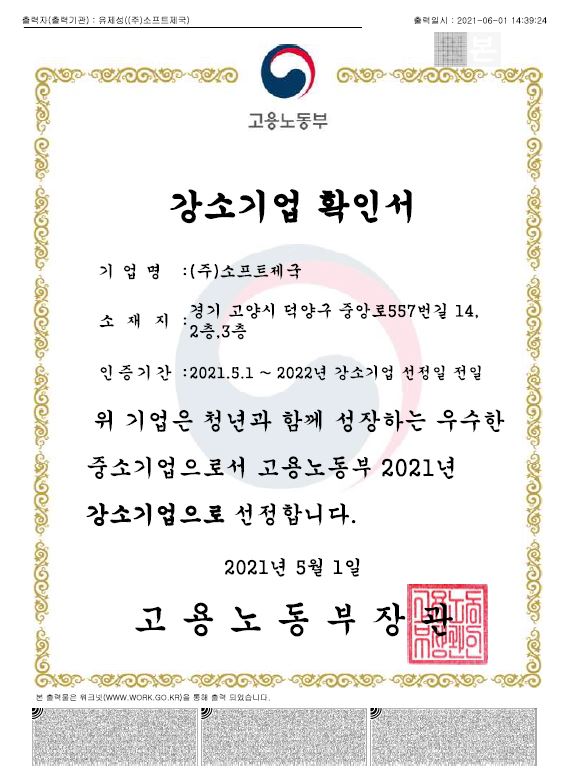 출력자(출력기관) : 유제성((주)소프트제국)
출력일시 : 2021-06-01 14:39:24
본
고용노동부
강소기업 확인서
기 업 명 :(주)소프트제국
소 재 지 :경기 고양시 덕양구 중앙로557번길 14,
2층,3층
인증기간 :2021.5.1 ~ 2022년 강소기업 선정일 전일
위 기업은 청년과 함께 성장하는 우수한
중소기업으로서 고용노동부 2021년
강소기업으로 선정합니다.
2021년 5월 1일
고 용 노 동 부 장 관
본 출력물은 워크넷(WWW.WORK.GO.KR)을 통해 출력 되었습니다.